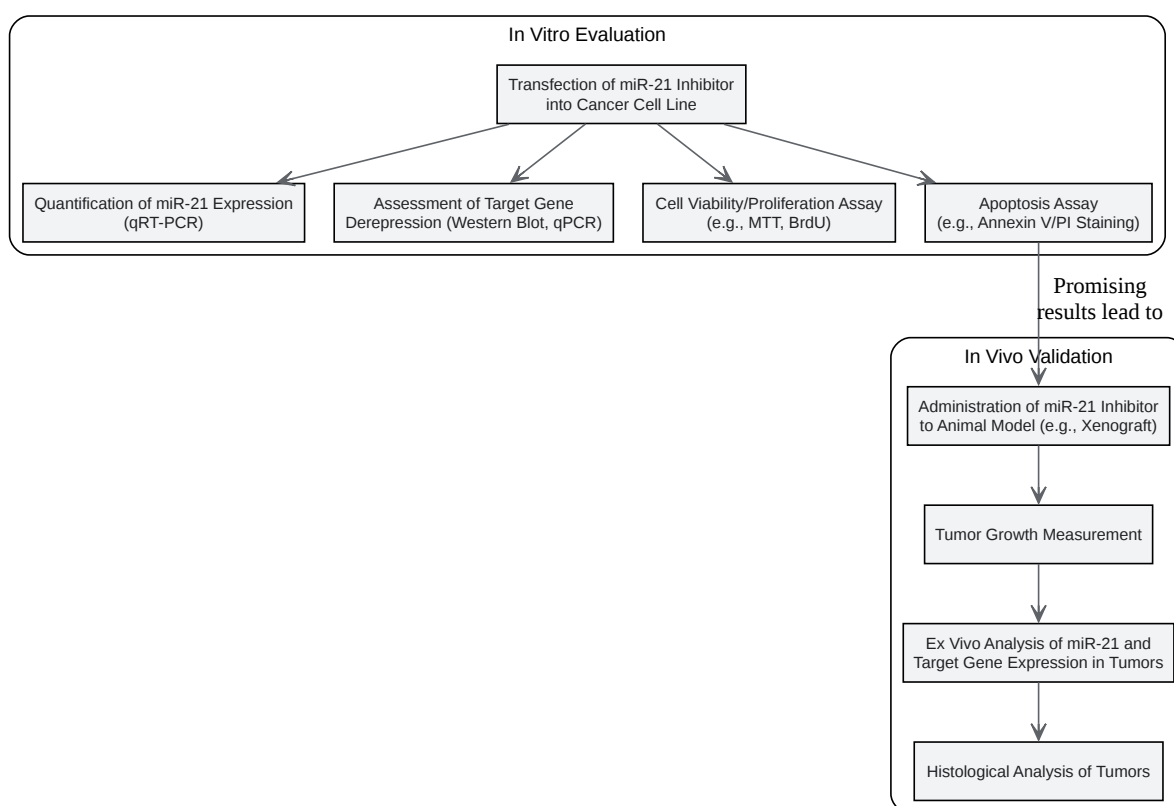 In Vitro Evaluation
Transfection of miR-21 Inhibitor
into Cancer Cell Line
Quantification of miR-21 Expression
(qRT-PCR)
Assessment of Target Gene
Derepression (Western Blot, qPCR)
Cell Viability/Proliferation Assay
(e.g., MTT, BrdU)
Apoptosis Assay
(e.g., Annexin V/PI Staining)
Promising
results lead to
In Vivo Validation
Administration of miR-21 Inhibitor
to Animal Model (e.g., Xenograft)
Tumor Growth Measurement
Ex Vivo Analysis of miR-21 and
Target Gene Expression in Tumors
Histological Analysis of Tumors